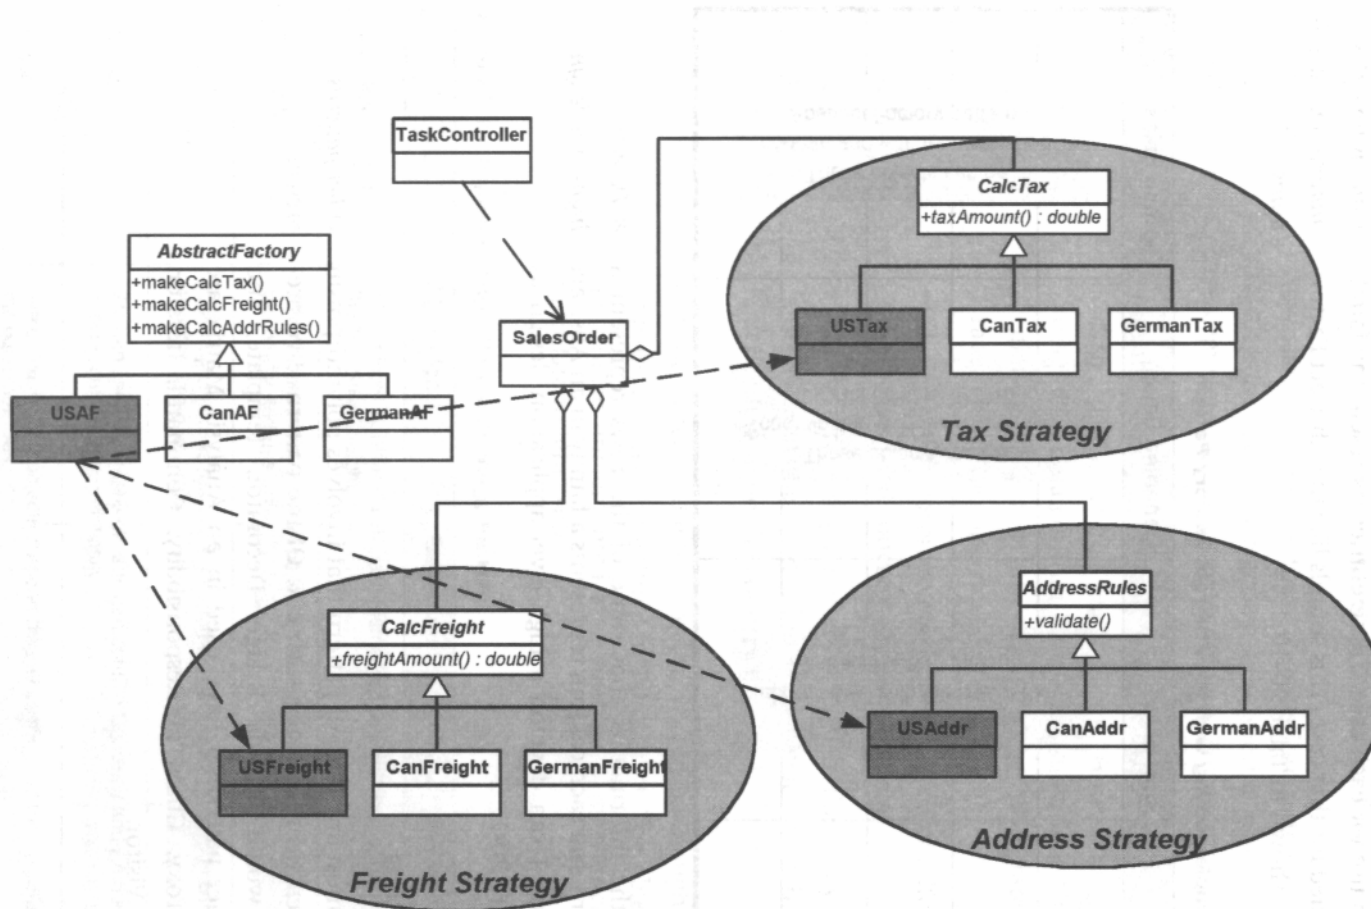 TaskController
CalcTax
+taxAmount() : double
AbstractFactory
+makeCalcTax()
+makeCalcFreight()
+makeCalcAddrRules()
SalesOrder
USTax
CanTax
GermanTax
USAF
CanAF
GermanAF
Tax Strategy
AddressRules
+validate()
CalcFreight
+freightAmount() : double
USAddr
CanAddr
GermanAddr
USFreight
CanFreight
GermanFreight
Address Strategy
Freight Strategy